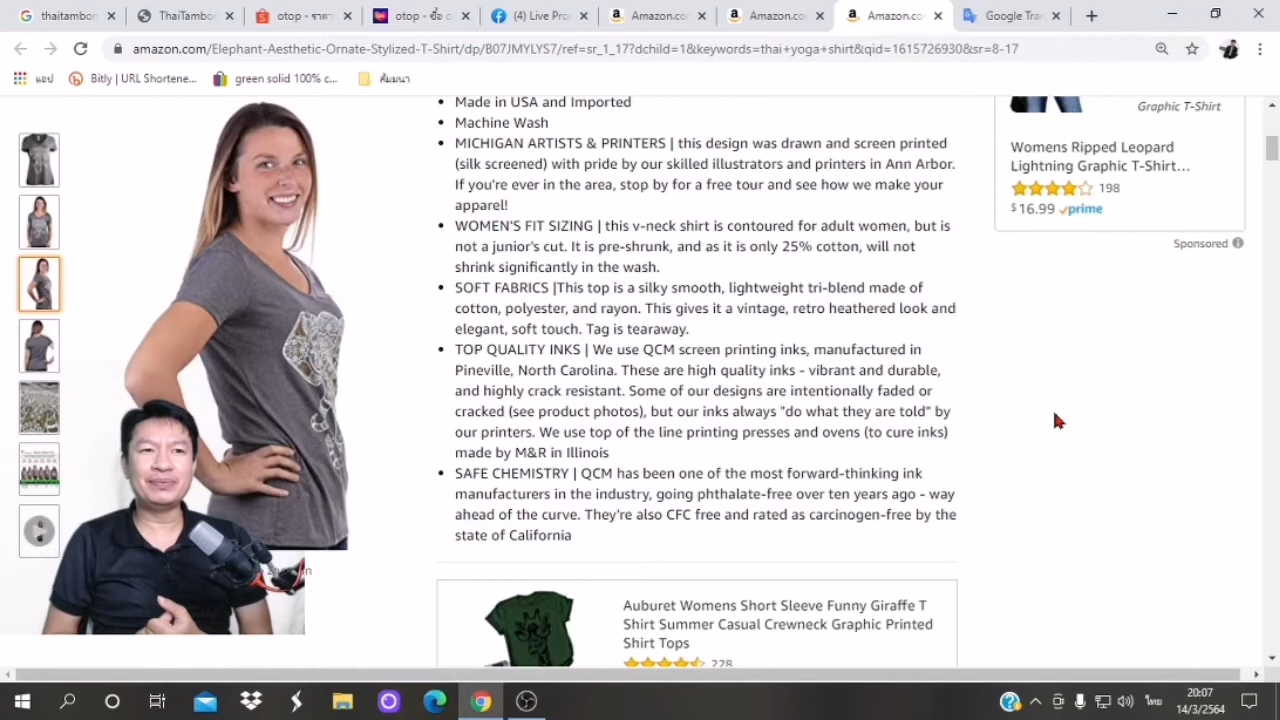 thaitambon
ThaiTambo
otop - ราคา
otop - ซื้อ
(4) Live Pro
Amazon.co
Amazon.co
Amazon.co
Google Tra
amazon.com/Elephant-Aesthetic-Ornate-Stylized-T-Shirt/dp/B07JMYLYS7/ref=sr_1_17?dchild=1&keywords=thai+yoga+shirt&qid=1615726930&sr=8-17
แอป
Bitly | URL Shortene...
green solid 100% c...
สัมมนา
Made in USA and Imported
Machine Wash
MICHIGAN ARTISTS & PRINTERS | this design was drawn and screen printed
(silk screened) with pride by our skilled illustrators and printers in Ann Arbor.
If you're ever in the area, stop by for a free tour and see how we make your
apparel!
WOMEN'S FIT SIZING | this v-neck shirt is contoured for adult women, but is
not a junior's cut. It is pre-shrunk, and as it is only 25% cotton, will not
shrink significantly in the wash.
SOFT FABRICS |This top is a silky smooth, lightweight tri-blend made of
cotton, polyester, and rayon. This gives it a vintage, retro heathered look and
elegant, soft touch. Tag is tearaway.
TOP QUALITY INKS | We use QCM screen printing inks, manufactured in
Pineville, North Carolina. These are high quality inks - vibrant and durable,
and highly crack resistant. Some of our designs are intentionally faded or
cracked (see product photos), but our inks always "do what they are told" by
our printers. We use top of the line printing presses and ovens (to cure inks)
made by M&R in Illinois
SAFE CHEMISTRY | QCM has been one of the most forward-thinking ink
manufacturers in the industry, going phthalate-free over ten years ago - way
ahead of the curve. They're also CFC free and rated as carcinogen-free by the
state of California
Auburet Womens Short Sleeve Funny Giraffe T
Shirt Summer Casual Crewneck Graphic Printed
Shirt Tops
228
Graphic T-Shirt
Womens Ripped Leopard
Lightning Graphic T-Shirt...
198
$16.99 prime
Sponsored
ไทย
20:07
14/3/2564